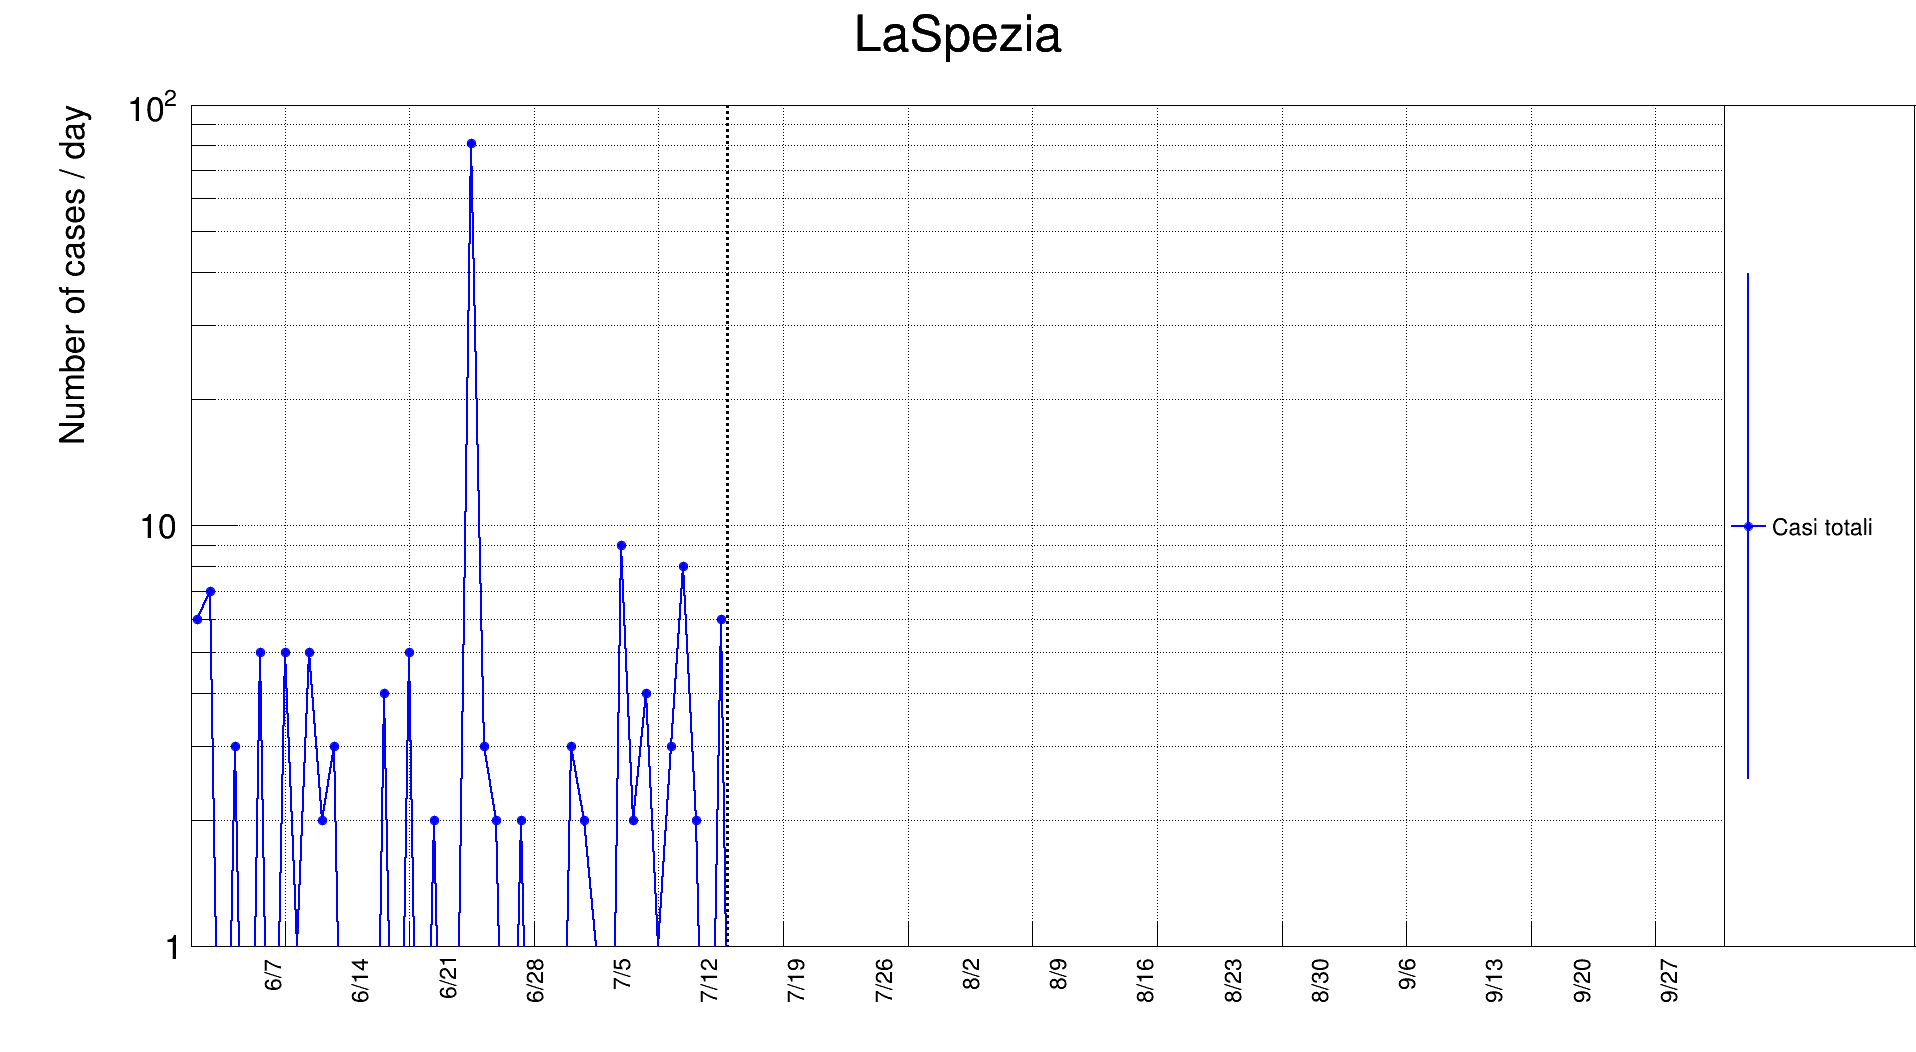 LaSpezia
Number of cases / day
10²
10
1
6/7 6/14 6/21 6/28 7/5 7/12 7/19 7/26 8/2 8/9 8/16 8/23 8/30 9/6 9/13 9/20 9/27
Casi totali